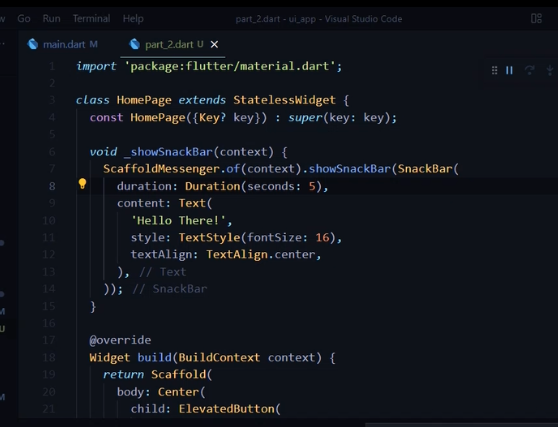 w Go Run Terminal Help part_2.dart - ui_app - Visual Studio Code
main.dart M part_2.dart U
1 import 'package:flutter/material.dart';
2
3 class HomePage extends StatelessWidget {
4 const HomePage({Key? key}) : super(key: key);
5
6 void _showSnackBar(context) {
7 ScaffoldMessenger.of(context).showSnackBar(SnackBar(
8 duration: Duration(seconds: 5),
9 content: Text(
10 'Hello There!',
11 style: TextStyle(fontSize: 16),
12 textAlign: TextAlign.center,
13 ), // Text
14 )); // SnackBar
15 }
16
17 @override
18 Widget build(BuildContext context) {
19 return Scaffold(
20 body: Center(
21 child: ElevatedButton(
M
U
M